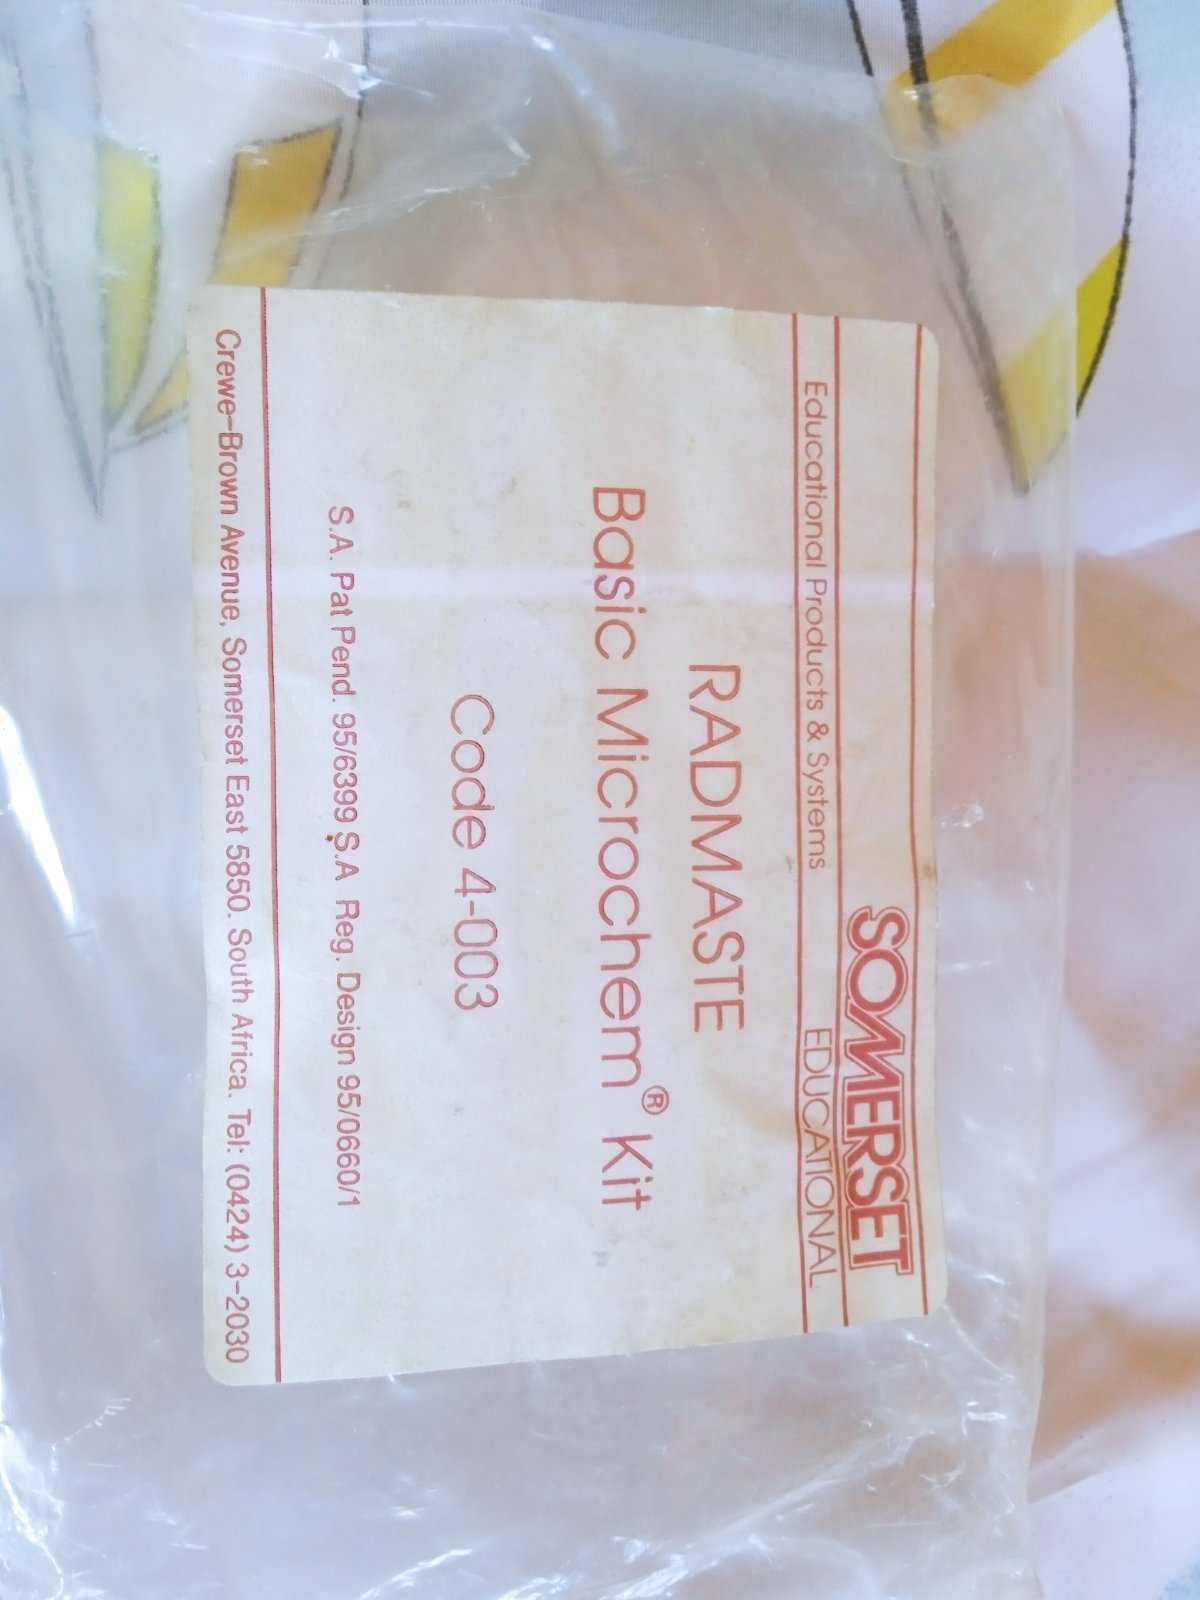 SOMERSET
Educational Products & Systems EDUCATIONAL
RADMASTE
Basic Microchem® Kit
Code 4-003
S.A. Pat Pend. 95/6399 S.A Reg. Design 95/0660/1
Crewe-Brown Avenue, Somerset East 5850. South Africa. Tel: (0424) 3-2030